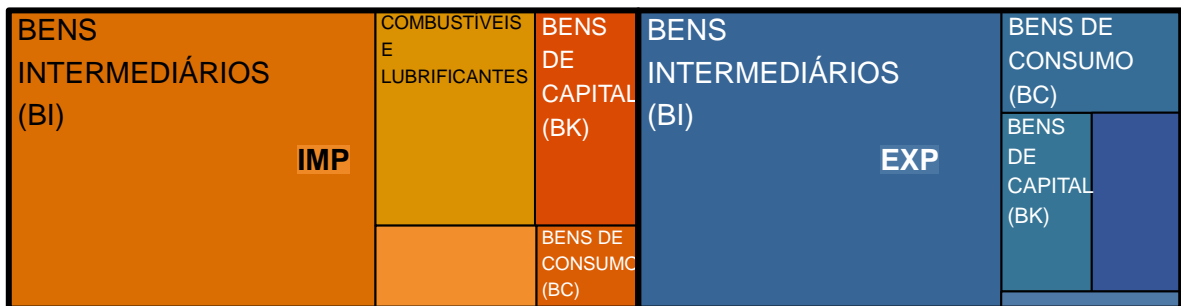 BENS
INTERMEDIÁRIOS
(BI)
IMP
COMBUSTÍVEIS
E
LUBRIFICANTES
BENS
DE
CAPITAL
(BK)
BENS DE
CONSUMO
(BC)
BENS
INTERMEDIÁRIOS
(BI)
EXP
BENS DE
CONSUMO
(BC)
BENS
DE
CAPITAL
(BK)